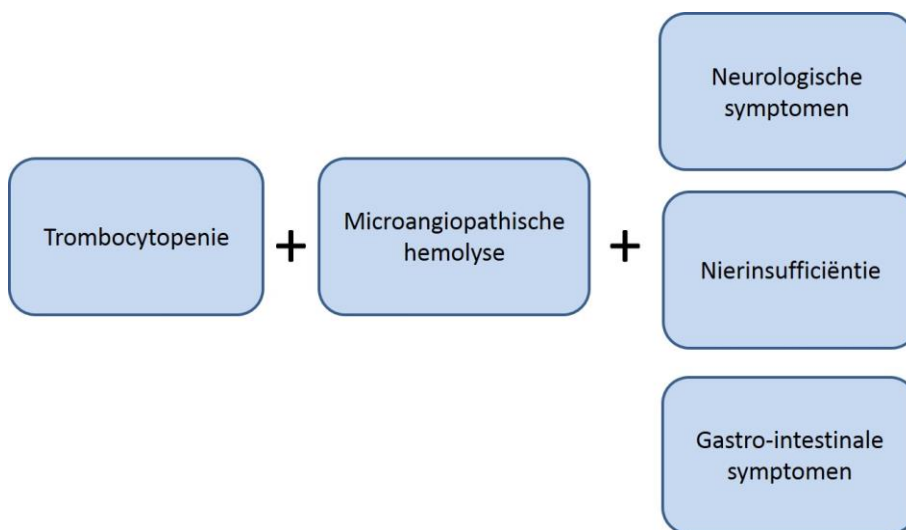 Trombocytopenie
+
Microangiopathische
hemolyse
+
Neurologische
symptomen
Nierinsufficiëntie
Gastro-intestinale
symptomen